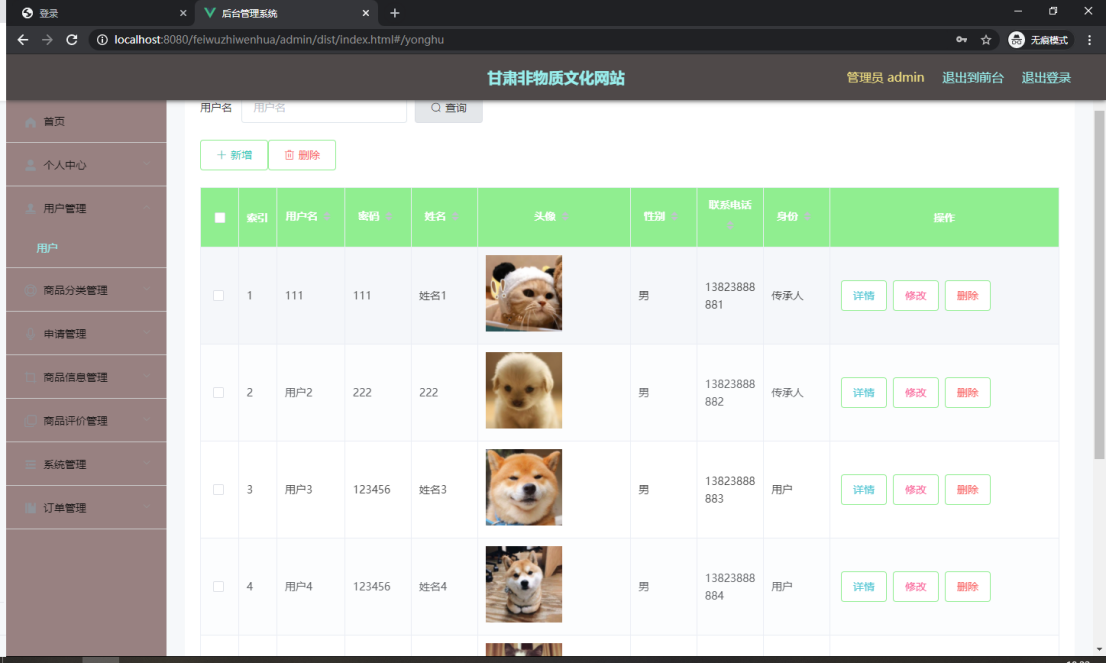 登录
后台管理系统
localhost:8080/feiwuzhiwenhua/admin/dist/index.html#/yonghu
无痕模式
甘肃非物质文化网站
管理员 admin
退出到前台
退出登录
首页
个人中心
用户管理
用户
商品分类管理
申请管理
商品信息管理
商品评价管理
系统管理
订单管理
用户名 用户名 查询
新增 删除
索引 用户名 密码 姓名 头像 性别 联系电话 身份 操作
1 111 111 姓名1 男 13823888
881 传承人 详情 修改 删除
2 用户2 222 222 男 13823888
882 传承人 详情 修改 删除
3 用户3 123456 姓名3 男 13823888
883 用户 详情 修改 删除
4 用户4 123456 姓名4 男 13823888
884 用户 详情 修改 删除